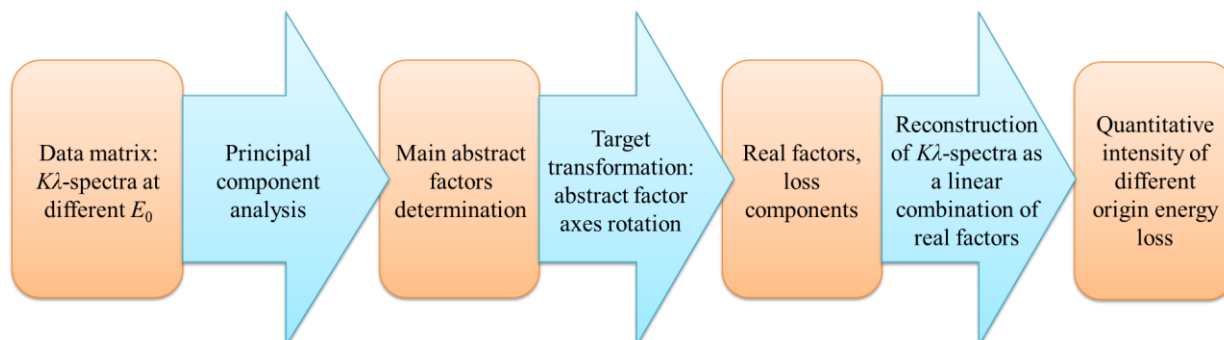 Data matrix:
Kλ-spectra at
different E₀
Principal
component
analysis
Main abstract
factors
determination
Target
transformation:
abstract factor
axes rotation
Real factors,
loss
components
Reconstruction
of Kλ-spectra as
a linear
combination of
real factors
Quantitative
intensity of
different
origin energy
loss